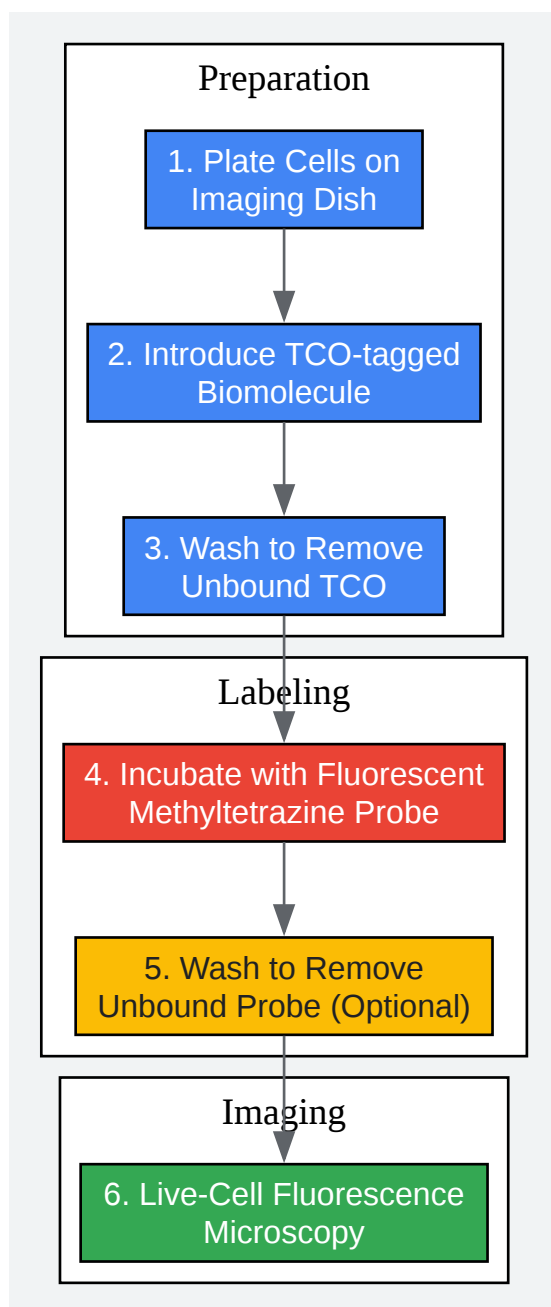 Preparation
1. Plate Cells on
Imaging Dish
2. Introduce TCO-tagged
Biomolecule
3. Wash to Remove
Unbound TCO
Labeling
4. Incubate with Fluorescent
Methyltetrazine Probe
5. Wash to Remove
Unbound Probe (Optional)
Imaging
6. Live-Cell Fluorescence
Microscopy